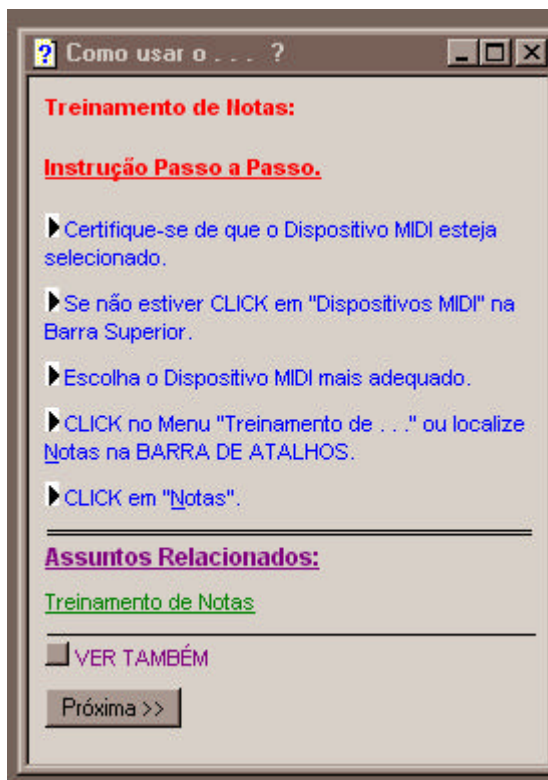 Como usar o . . . ?
Treinamento de Notas:
Instrução Passo a Passo.
Certifique-se de que o Dispositivo MIDI esteja
selecionado.
Se não estiver CLICK em "Dispositivos MIDI" na
Barra Superior.
Escolha o Dispositivo MIDI mais adequado.
CLICK no Menu "Treinamento de . . ." ou localize
Notas na BARRA DE ATALHOS.
CLICK em "Notas".
Assuntos Relacionados:
Treinamento de Notas
VER TAMBÉM
Próxima >>